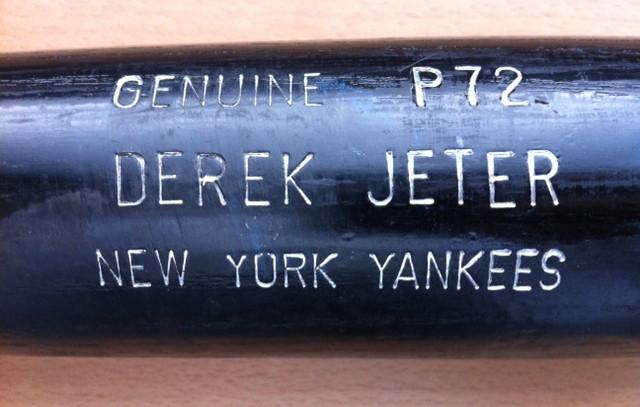 GENUINE P72
DEREK JETER
NEW YORK YANKEES